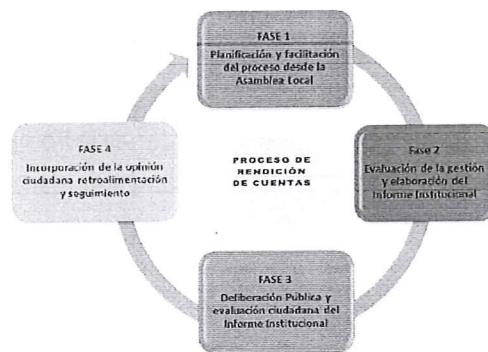 FASE 1
Planificación y facilitación
del proceso desde la
Asamblea Local
FASE 4
Incorporación de la opinión
ciudadana retroalimentación
y seguimiento
PROCESO DE
RENDICIÓN
DE CUENTAS
Fase 2
Evaluación de la gestión
y elaboración del
Informe Institucional
FASE 3
Deliberación Pública y
evaluación ciudadana del
Informe Institucional